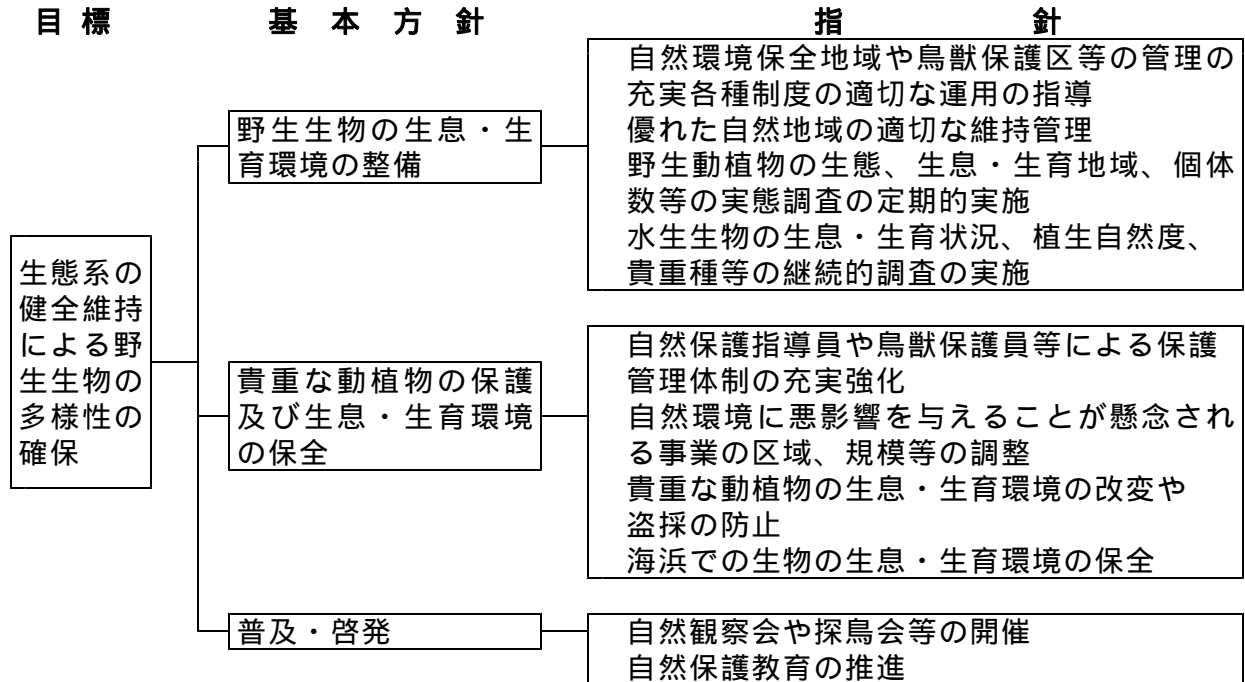 目標 基本方針 指針
生態系の
健全維持
による野
生生物の
多様性の
確保
野生生物の生息・生
育環境の整備
自然環境保全地域や鳥獣保護区等の管理の
充実各種制度の適切な運用の指導
優れた自然地域の適切な維持管理
野生動植物の生態、生息・生育地域、個体
数等の実態調査の定期的実施
水生生物の生息・生育状況、植生自然度、
貴重種等の継続的調査の実施
貴重な動植物の保護
及び生息・生育環境
の保全
自然保護指導員や鳥獣保護員等による保護
管理体制の充実強化
自然環境に悪影響を与えることが懸念され
る事業の区域、規模等の調整
貴重な動植物の生息・生育環境の改変や
盗採の防止
海浜での生物の生息・生育環境の保全
普及・啓発
自然観察会や探鳥会等の開催
自然保護教育の推進